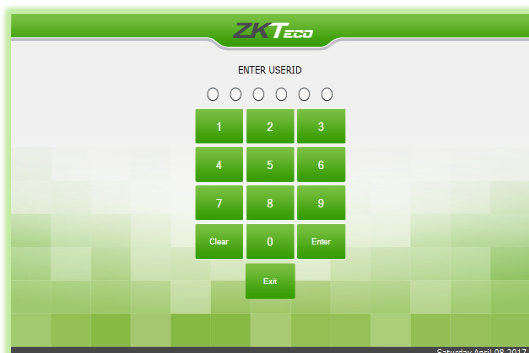 ZKTeco
ENTER USERID
1 2 3
4 5 6
7 8 9
Clear 0 Enter
Exit
Saturday April 08 2017